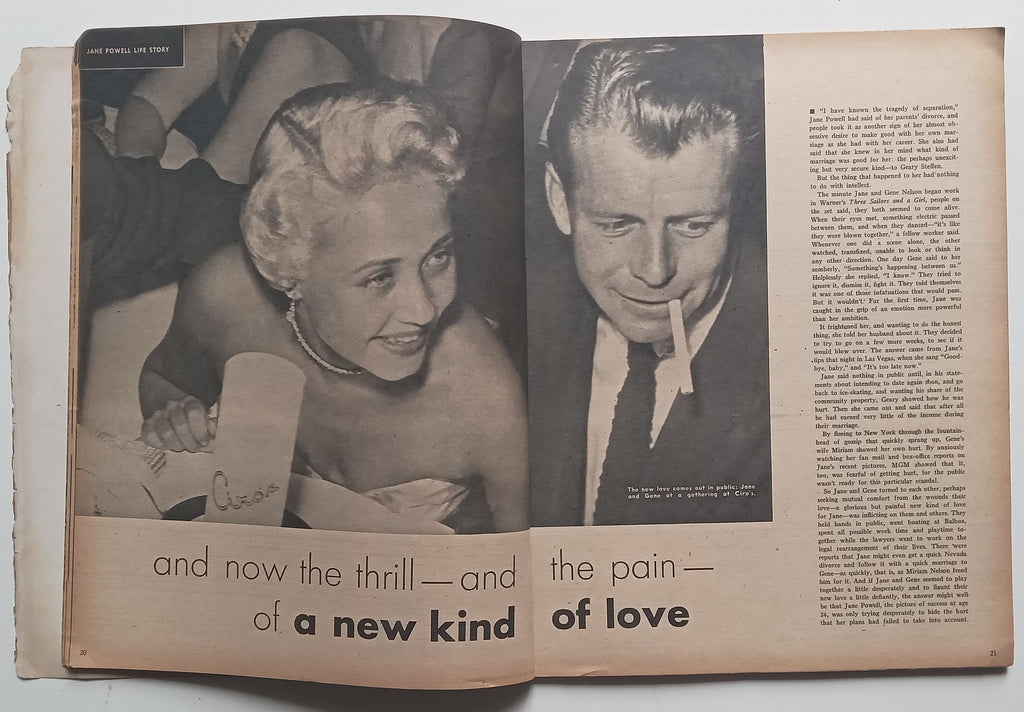 JANE POWELL LIFE STORY
Ciro's
The new love comes out in public: Jane
and Gene at a gathering at Ciro's.
and now the thrill — and the pain —
of a new kind of love
■ "I have known the tragedy of separation,"
Jane Powell had said of her parents' divorce, and
people took it as another sign of her almost ob-
sessive desire to make good with her own mar-
riage as she had with her career. She also had
said that she knew in her mind what kind of
marriage was good for her: the perhaps unexcit-
ing but very secure kind—to Geary Steffen.
But the thing that happened to her had nothing
to do with intellect.
The minute Jane and Gene Nelson began work
in Warner's Three Sailors and a Girl, people on
the set said, they both seemed to come alive.
When their eyes met, something electric passed
between them, and when they danced—"it's like
they were blown together," a fellow worker said.
Whenever one did a scene alone, the other
watched, transfixed, unable to look or think in
any other direction. One day Gene said to her
somberly, "Something's happening between us."
Helplessly she replied, "I know." They tried to
ignore it, dismiss it, fight it. They told themselves
it was one of those infatuations that would pass.
But it wouldn't. For the first time, Jane was
caught in the grip of an emotion more powerful
than her ambition.
It frightened her, and wanting to do the honest
thing, she told her husband about it. They decided
to try to go on a few more weeks, to see if it
would blow over. The answer came from Jane's
lips that night in Las Vegas, when she sang "Good-
bye, baby," and "It's too late now."
Jane said nothing in public until, in his state-
ments about intending to date again soon, and go
back to ice-skating, and wanting his share of the
community property, Geary showed how he was
hurt. Then she came out and said that after all
he had earned very little of the income during
their marriage.
By fleeing to New York through the fountain-
head of gossip that quickly sprang up, Gene's
wife Miriam showed her own hurt. By anxiously
watching her fan mail and box-office reports on
Jane's recent pictures, MGM showed that it,
too, was fearful of getting hurt, for the public
wasn't ready for this particular scandal.
So Jane and Gene turned to each other, perhaps
seeking mutual comfort from the wounds their
love—a glorious but painful new kind of love
for Jane—was inflicting on them and others. They
held hands in public, went boating at Balboa,
spent all possible work time and playtime to-
gether while the lawyers went to work on the
legal rearrangement of their lives. There were
reports that Jane might even get a quick Nevada
divorce and follow it with a quick marriage to
Gene—as quickly, that is, as Miriam Nelson freed
him for it. And if Jane and Gene seemed to play
together a little desperately and to flaunt their
new love a little defiantly, the answer might well
be that Jane Powell, the picture of success at age
24, was only trying desperately to hide the hurt
that her plans had failed to take into account.
20
21